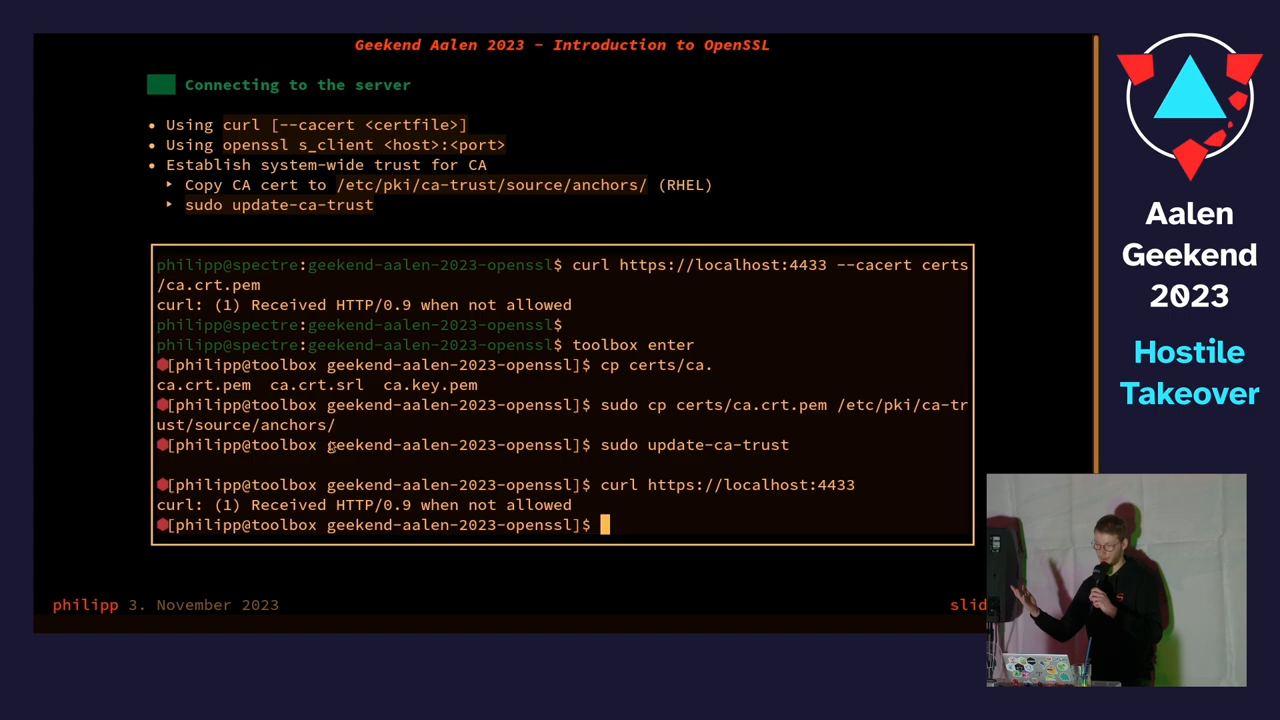 Geekend Aalen 2023 – Introduction to OpenSSL
Connecting to the server
• Using curl [--cacert <certfile>]
• Using openssl s_client <host>:<port>
• Establish system-wide trust for CA
‣ Copy CA cert to /etc/pki/ca-trust/source/anchors/ (RHEL)
‣ sudo update-ca-trust
philipp@spectre:geekend-aalen-2023-openssl$ curl https://localhost:4433 --cacert certs
/ca.crt.pem
curl: (1) Received HTTP/0.9 when not allowed
philipp@spectre:geekend-aalen-2023-openssl$
philipp@spectre:geekend-aalen-2023-openssl$ toolbox enter
[philipp@toolbox geekend-aalen-2023-openssl]$ cp certs/ca.
ca.crt.pem  ca.crt.srl  ca.key.pem
[philipp@toolbox geekend-aalen-2023-openssl]$ sudo cp certs/ca.crt.pem /etc/pki/ca-tr
ust/source/anchors/
[philipp@toolbox geekend-aalen-2023-openssl]$ sudo update-ca-trust
[philipp@toolbox geekend-aalen-2023-openssl]$ curl https://localhost:4433
curl: (1) Received HTTP/0.9 when not allowed
[philipp@toolbox geekend-aalen-2023-openssl]$
philipp 3. November 2023
slid
Aalen
Geekend
2023
Hostile
Takeover